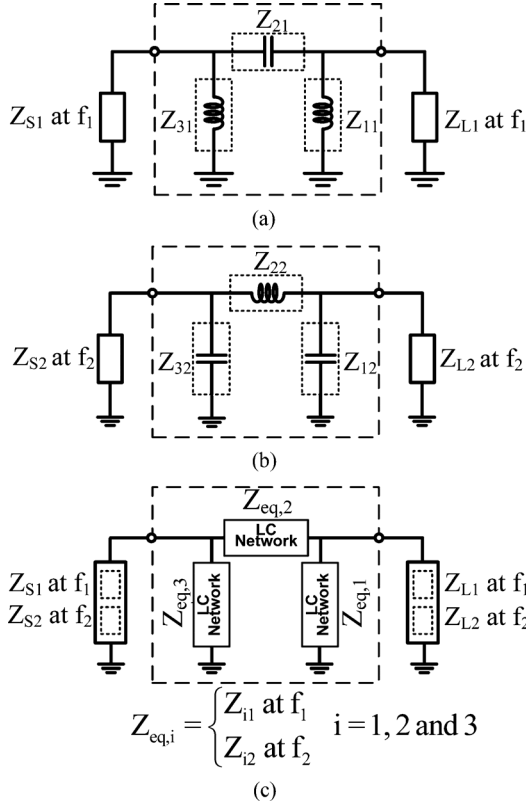 Z21
ZS1 at f1
Z31
Z11
ZL1 at f1
(a)
Z22
ZS2 at f2
Z32
Z12
ZL2 at f2
(b)
Zeq,2
LC
Network
ZS1 at f1
ZS2 at f2
Zeq,3
LC
Network
LC
Network
Zeq,1
ZL1 at f1
ZL2 at f2
Zeq,i = { Zi1 at f1
Zi2 at f2
i = 1, 2 and 3
(c)